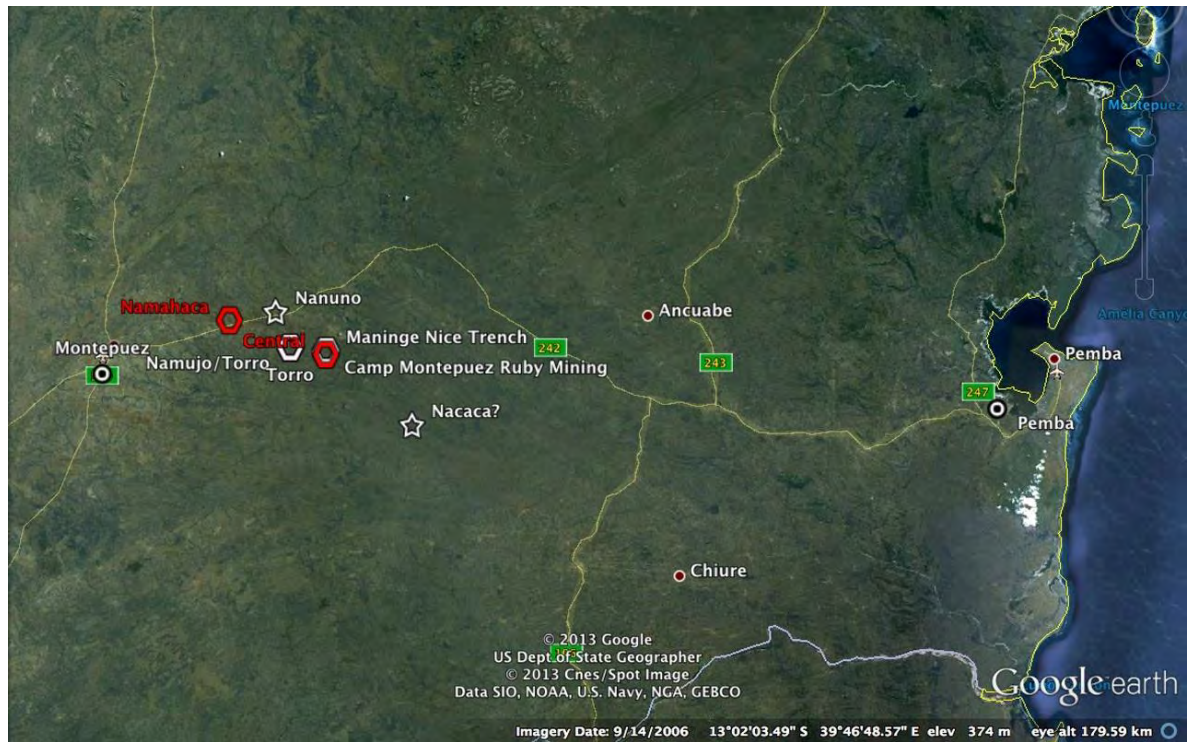 Montepuez
Amélia Canyo
Nanuno
Namahaca
Ancuabe
Central
Maninge Nice Trench
242
243
Montepuez
Namujo/Torro
Torro
Camp Montepuez Ruby Mining
Pemba
247
Nacaca?
Pemba
Chiure
© 2013 Google
US Dept of State Geographer
© 2013 Cnes/Spot Image
Data SIO, NOAA, U.S. Navy, NGA, GEBCO
Google earth
Imagery Date: 9/14/2006 13°02'03.49" S 39°46'48.57" E elev 374 m eye alt 179.59 km